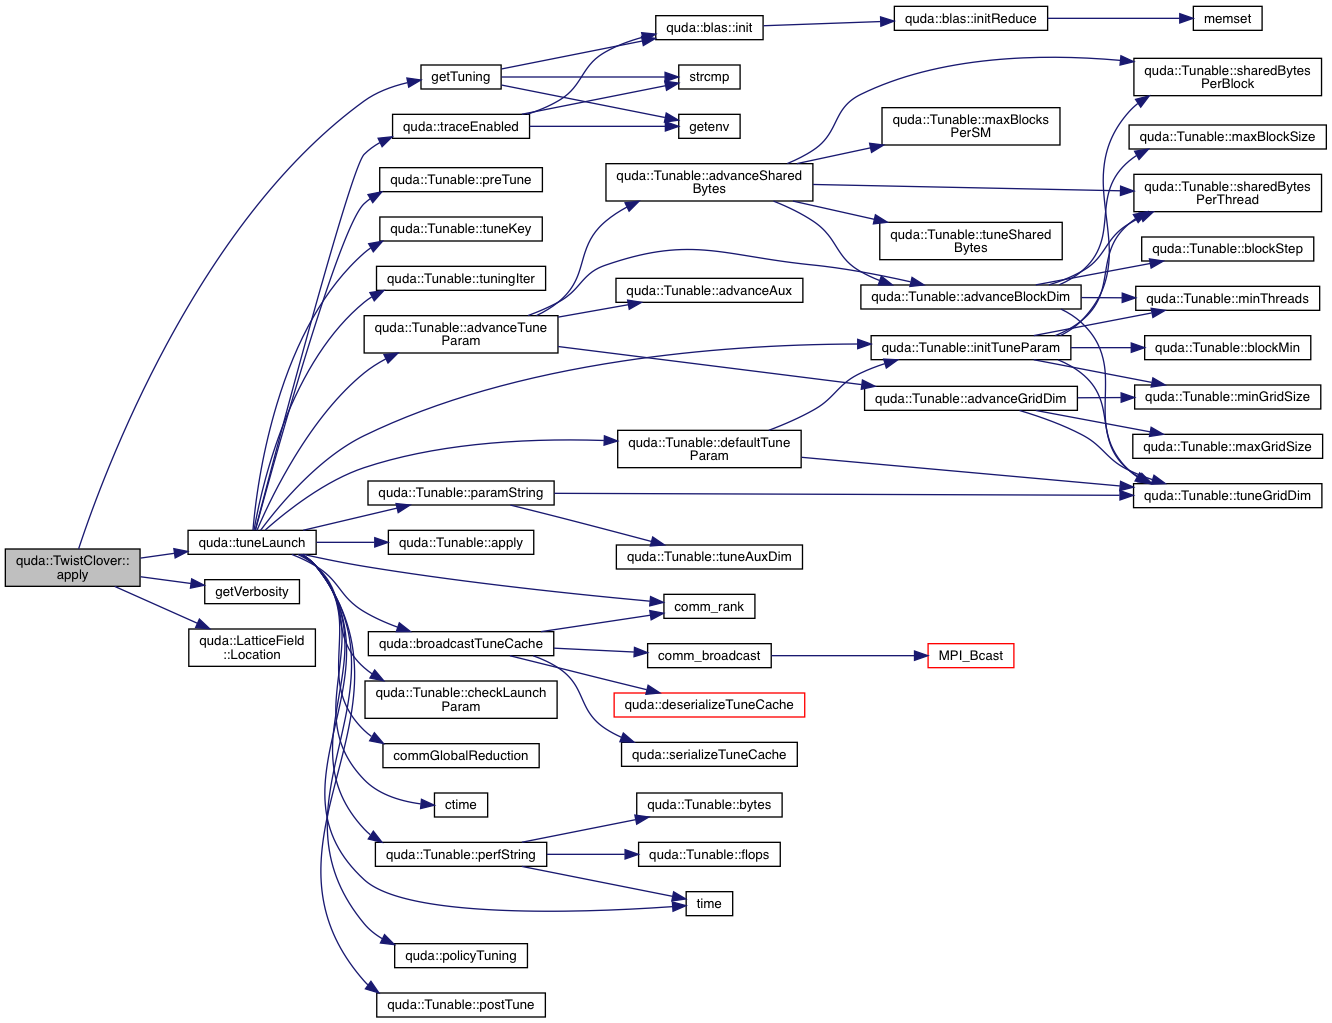 quda::TwistClover::
apply
quda::tuneLaunch
getVerbosity
quda::LatticeField
::Location
getTuning
quda::traceEnabled
quda::Tunable::preTune
quda::Tunable::tuneKey
quda::Tunable::tuningIter
quda::Tunable::advanceTune
Param
quda::Tunable::paramString
quda::Tunable::apply
quda::broadcastTuneCache
quda::Tunable::checkLaunch
Param
commGlobalReduction
ctime
quda::Tunable::perfString
quda::policyTuning
quda::Tunable::postTune
quda::blas::init
strcmp
getenv
quda::Tunable::advanceShared
Bytes
quda::Tunable::advanceAux
quda::Tunable::defaultTune
Param
quda::Tunable::tuneAuxDim
comm_rank
comm_broadcast
quda::deserializeTuneCache
quda::serializeTuneCache
quda::Tunable::bytes
quda::Tunable::flops
time
quda::blas::initReduce
quda::Tunable::maxBlocks
PerSM
quda::Tunable::tuneShared
Bytes
quda::Tunable::advanceBlockDim
quda::Tunable::initTuneParam
quda::Tunable::advanceGridDim
MPI_Bcast
memset
quda::Tunable::sharedBytes
PerBlock
quda::Tunable::maxBlockSize
quda::Tunable::sharedBytes
PerThread
quda::Tunable::blockStep
quda::Tunable::minThreads
quda::Tunable::blockMin
quda::Tunable::minGridSize
quda::Tunable::maxGridSize
quda::Tunable::tuneGridDim